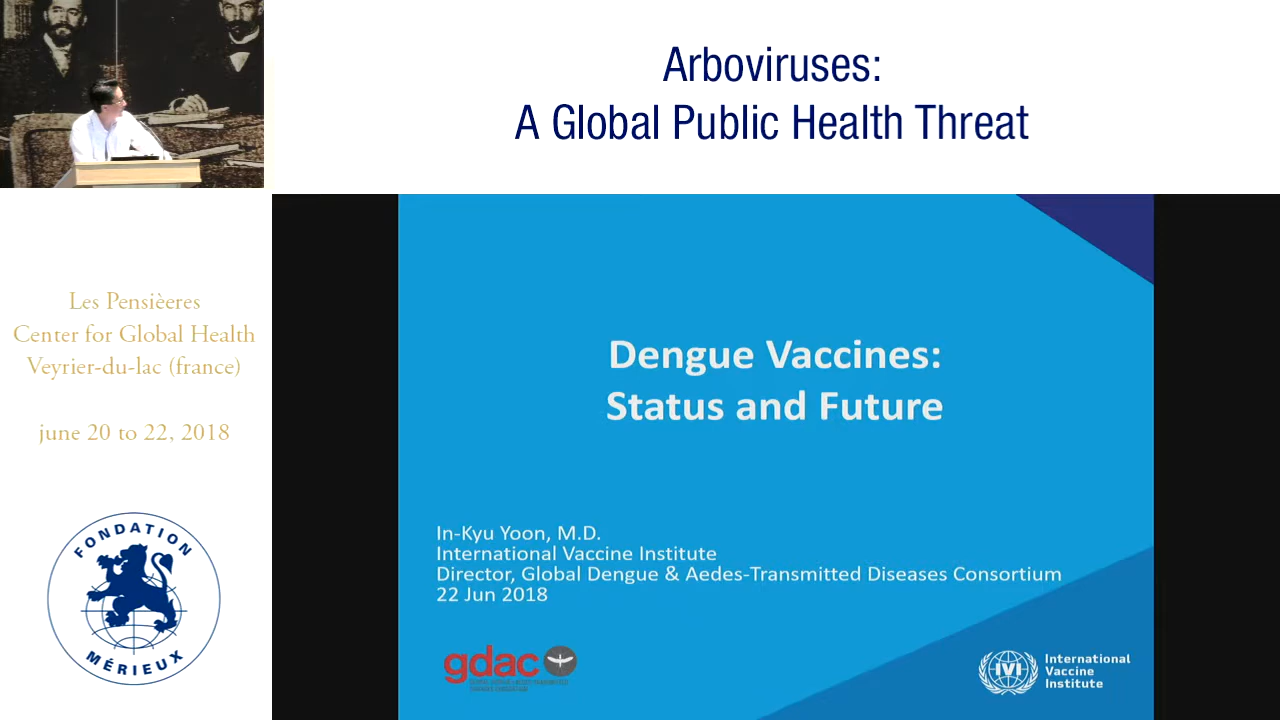 Arboviruses:
A Global Public Health Threat
Les Pensièeres
Center for Global Health
Veyrier-du-lac (france)
june 20 to 22, 2018
FONDATION
MÉRIEUX
Dengue Vaccines:
Status and Future
In-Kyu Yoon, M.D.
International Vaccine Institute
Director, Global Dengue & Aedes-Transmitted Diseases Consortium
22 Jun 2018
gdac
IVI
International
Vaccine
Institute